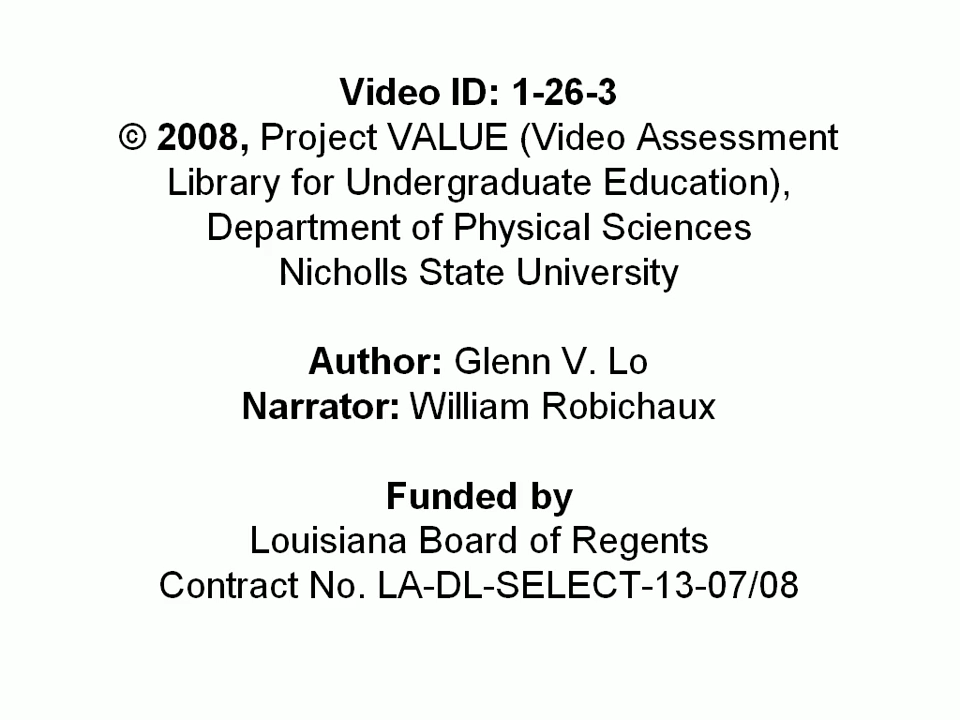 Video ID: 1-26-3
© 2008, Project VALUE (Video Assessment
Library for Undergraduate Education),
Department of Physical Sciences
Nicholls State University
Author: Glenn V. Lo
Narrator: William Robichaux
Funded by
Louisiana Board of Regents
Contract No. LA-DL-SELECT-13-07/08